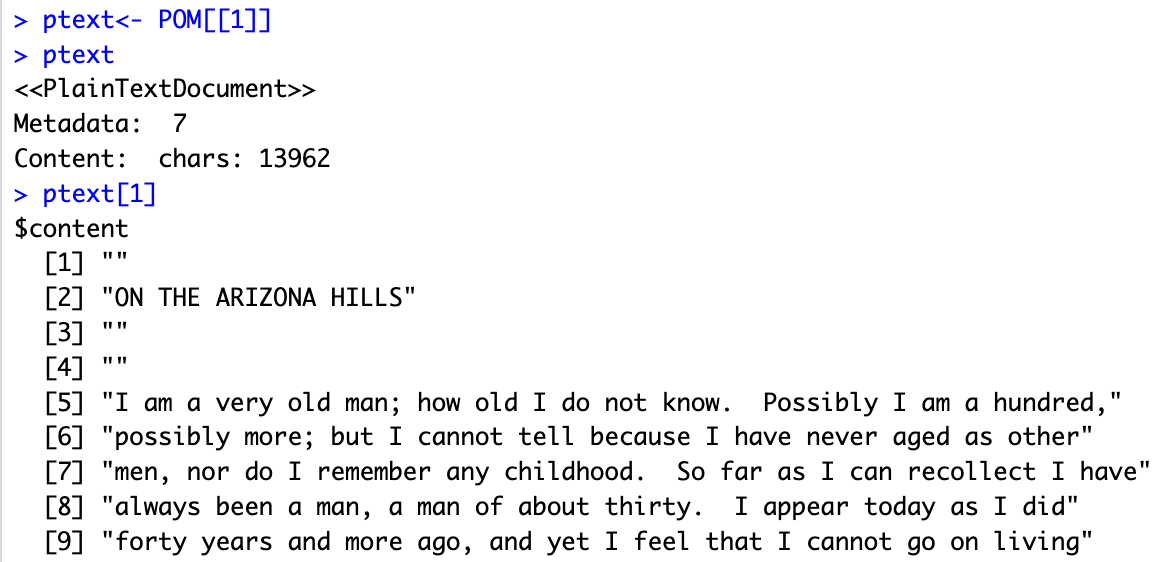 > ptext<- POM[[1]]
> ptext
<<PlainTextDocument>>
Metadata:  7
Content:  chars: 13962
> ptext[1]
$content
  [1] ""
  [2] "ON THE ARIZONA HILLS"
  [3] ""
  [4] ""
  [5] "I am a very old man; how old I do not know.  Possibly I am a hundred,"
  [6] "possibly more; but I cannot tell because I have never aged as other"
  [7] "men, nor do I remember any childhood.  So far as I can recollect I have"
  [8] "always been a man, a man of about thirty.  I appear today as I did"
  [9] "forty years and more ago, and yet I feel that I cannot go on living"